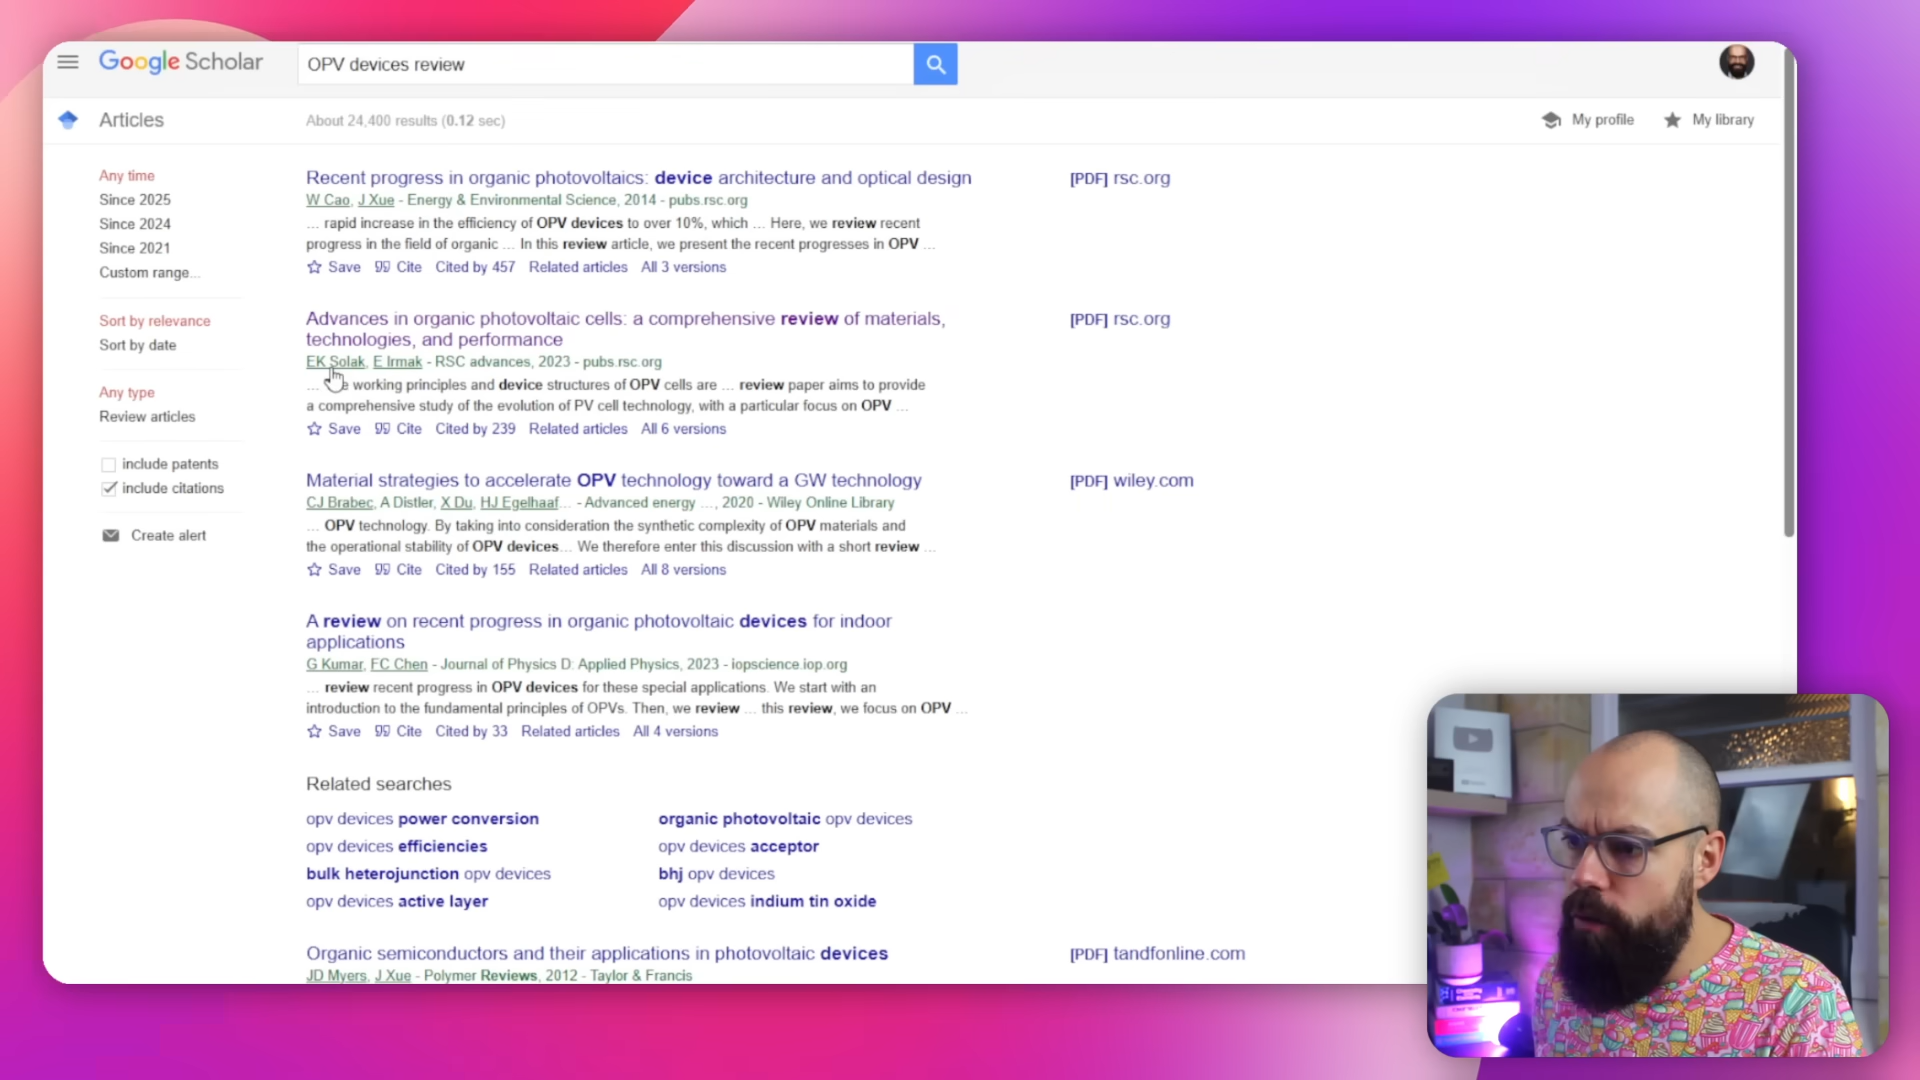 Google Scholar
OPV devices review
Articles
About 24,400 results (0.12 sec)
My profile
My library
Any time
Since 2025
Since 2024
Since 2021
Custom range...
Sort by relevance
Sort by date
Any type
Review articles
include patents
include citations
Create alert
Recent progress in organic photovoltaics: device architecture and optical design
[PDF] rsc.org
W Cao, J Xue - Energy & Environmental Science, 2014 - pubs.rsc.org
... rapid increase in the efficiency of OPV devices to over 10%, which ... Here, we review recent
progress in the field of organic ... In this review article, we present the recent progresses in OPV ...
Save Cite Cited by 457 Related articles All 3 versions
Advances in organic photovoltaic cells: a comprehensive review of materials,
technologies, and performance
[PDF] rsc.org
EK Solak, E Irmak - RSC advances, 2023 - pubs.rsc.org
... working principles and device structures of OPV cells are ... review paper aims to provide
a comprehensive study of the evolution of PV cell technology, with a particular focus on OPV ...
Save Cite Cited by 239 Related articles All 6 versions
Material strategies to accelerate OPV technology toward a GW technology
[PDF] wiley.com
CJ Brabec, A Distler, X Du, HJ Egelhaaf... - Advanced energy ..., 2020 - Wiley Online Library
... OPV technology. By taking into consideration the synthetic complexity of OPV materials and
the operational stability of OPV devices... We therefore enter this discussion with a short review ...
Save Cite Cited by 155 Related articles All 8 versions
A review on recent progress in organic photovoltaic devices for indoor
applications
G Kumar, FC Chen - Journal of Physics D: Applied Physics, 2023 - iopscience.iop.org
... review recent progress in OPV devices for these special applications. We start with an
introduction to the fundamental principles of OPVs. Then, we review ... this review, we focus on OPV ...
Save Cite Cited by 33 Related articles All 4 versions
Related searches
opv devices power conversion
organic photovoltaic opv devices
opv devices efficiencies
opv devices acceptor
bulk heterojunction opv devices
bhj opv devices
opv devices active layer
opv devices indium tin oxide
Organic semiconductors and their applications in photovoltaic devices
[PDF] tandfonline.com
JD Myers, J Xue - Polymer Reviews, 2012 - Taylor & Francis